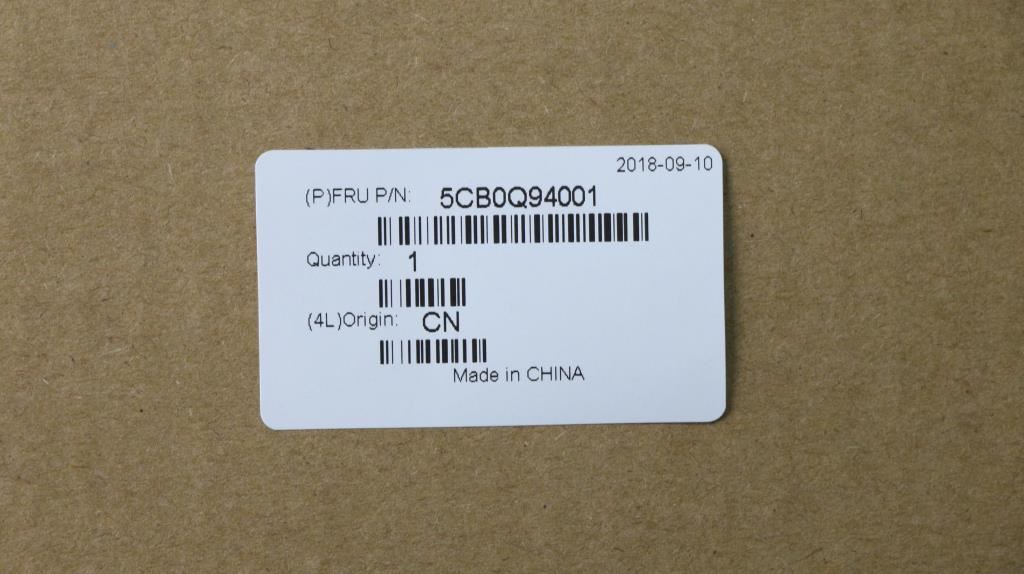 2018-09-10
(P)FRU P/N: 5CB0Q94001
Quantity: 1
(4L)Origin: CN
Made in CHINA